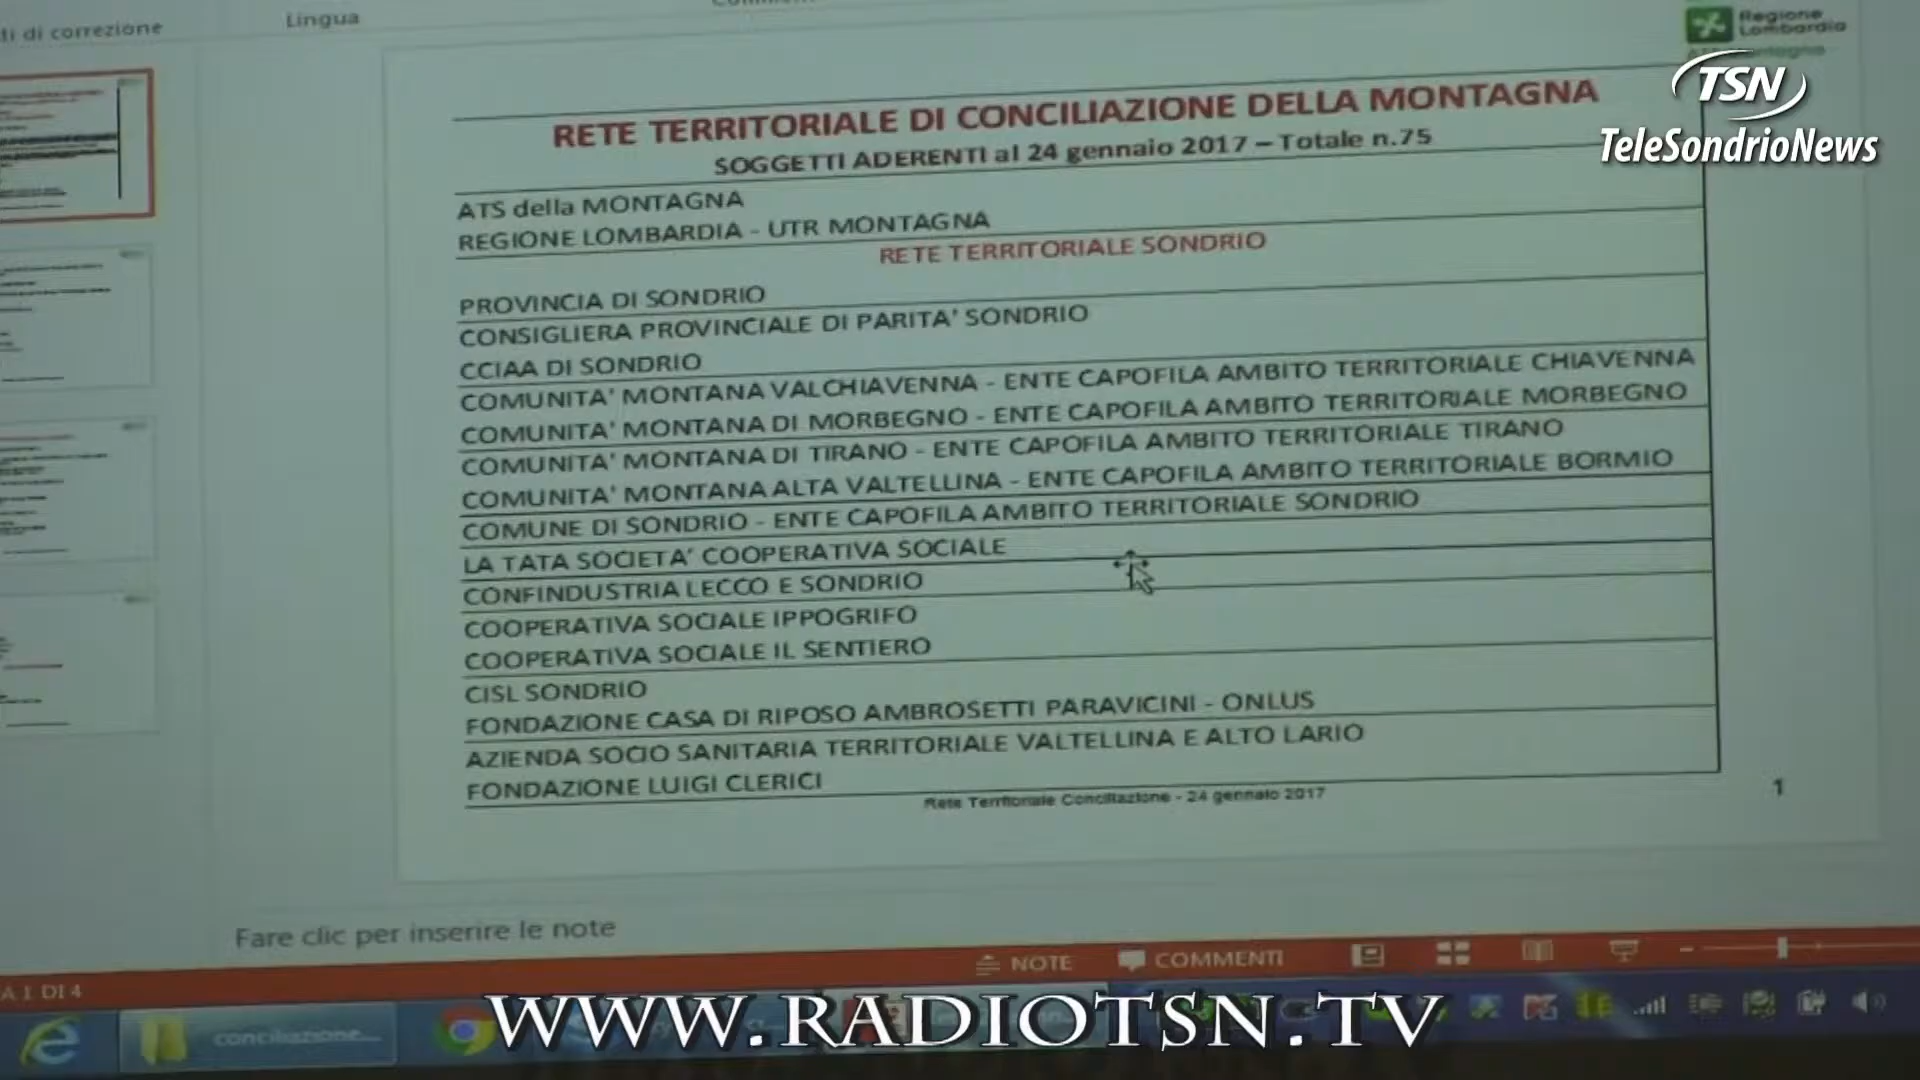 ti di correzione
Lingua
Regione
Lombardia
ATS Montagna
TSN
TeleSondrioNews
RETE TERRITORIALE DI CONCILIAZIONE DELLA MONTAGNA
SOGGETTI ADERENTI al 24 gennaio 2017 – Totale n.75
ATS della MONTAGNA
REGIONE LOMBARDIA - UTR MONTAGNA
RETE TERRITORIALE SONDRIO
PROVINCIA DI SONDRIO
CONSIGLIERA PROVINCIALE DI PARITA' SONDRIO
CCIAA DI SONDRIO
COMUNITA' MONTANA VALCHIAVENNA - ENTE CAPOFILA AMBITO TERRITORIALE CHIAVENNA
COMUNITA' MONTANA DI MORBEGNO - ENTE CAPOFILA AMBITO TERRITORIALE MORBEGNO
COMUNITA' MONTANA DI TIRANO - ENTE CAPOFILA AMBITO TERRITORIALE TIRANO
COMUNITA' MONTANA ALTA VALTELLINA - ENTE CAPOFILA AMBITO TERRITORIALE BORMIO
COMUNE DI SONDRIO - ENTE CAPOFILA AMBITO TERRITORIALE SONDRIO
LA TATA SOCIETA' COOPERATIVA SOCIALE
CONFINDUSTRIA LECCO E SONDRIO
COOPERATIVA SOCIALE IPPOGRIFO
COOPERATIVA SOCIALE IL SENTIERO
CISL SONDRIO
FONDAZIONE CASA DI RIPOSO AMBROSETTI PARAVICINI - ONLUS
AZIENDA SOCIO SANITARIA TERRITORIALE VALTELLINA E ALTO LARIO
FONDAZIONE LUIGI CLERICI
Rete Territoriale Conciliazione - 24 gennaio 2017
1
Fare clic per inserire le note
NOTE
COMMENTI
A 1 DI 4
conciliazione...
WWW.RADIOTSN.TV